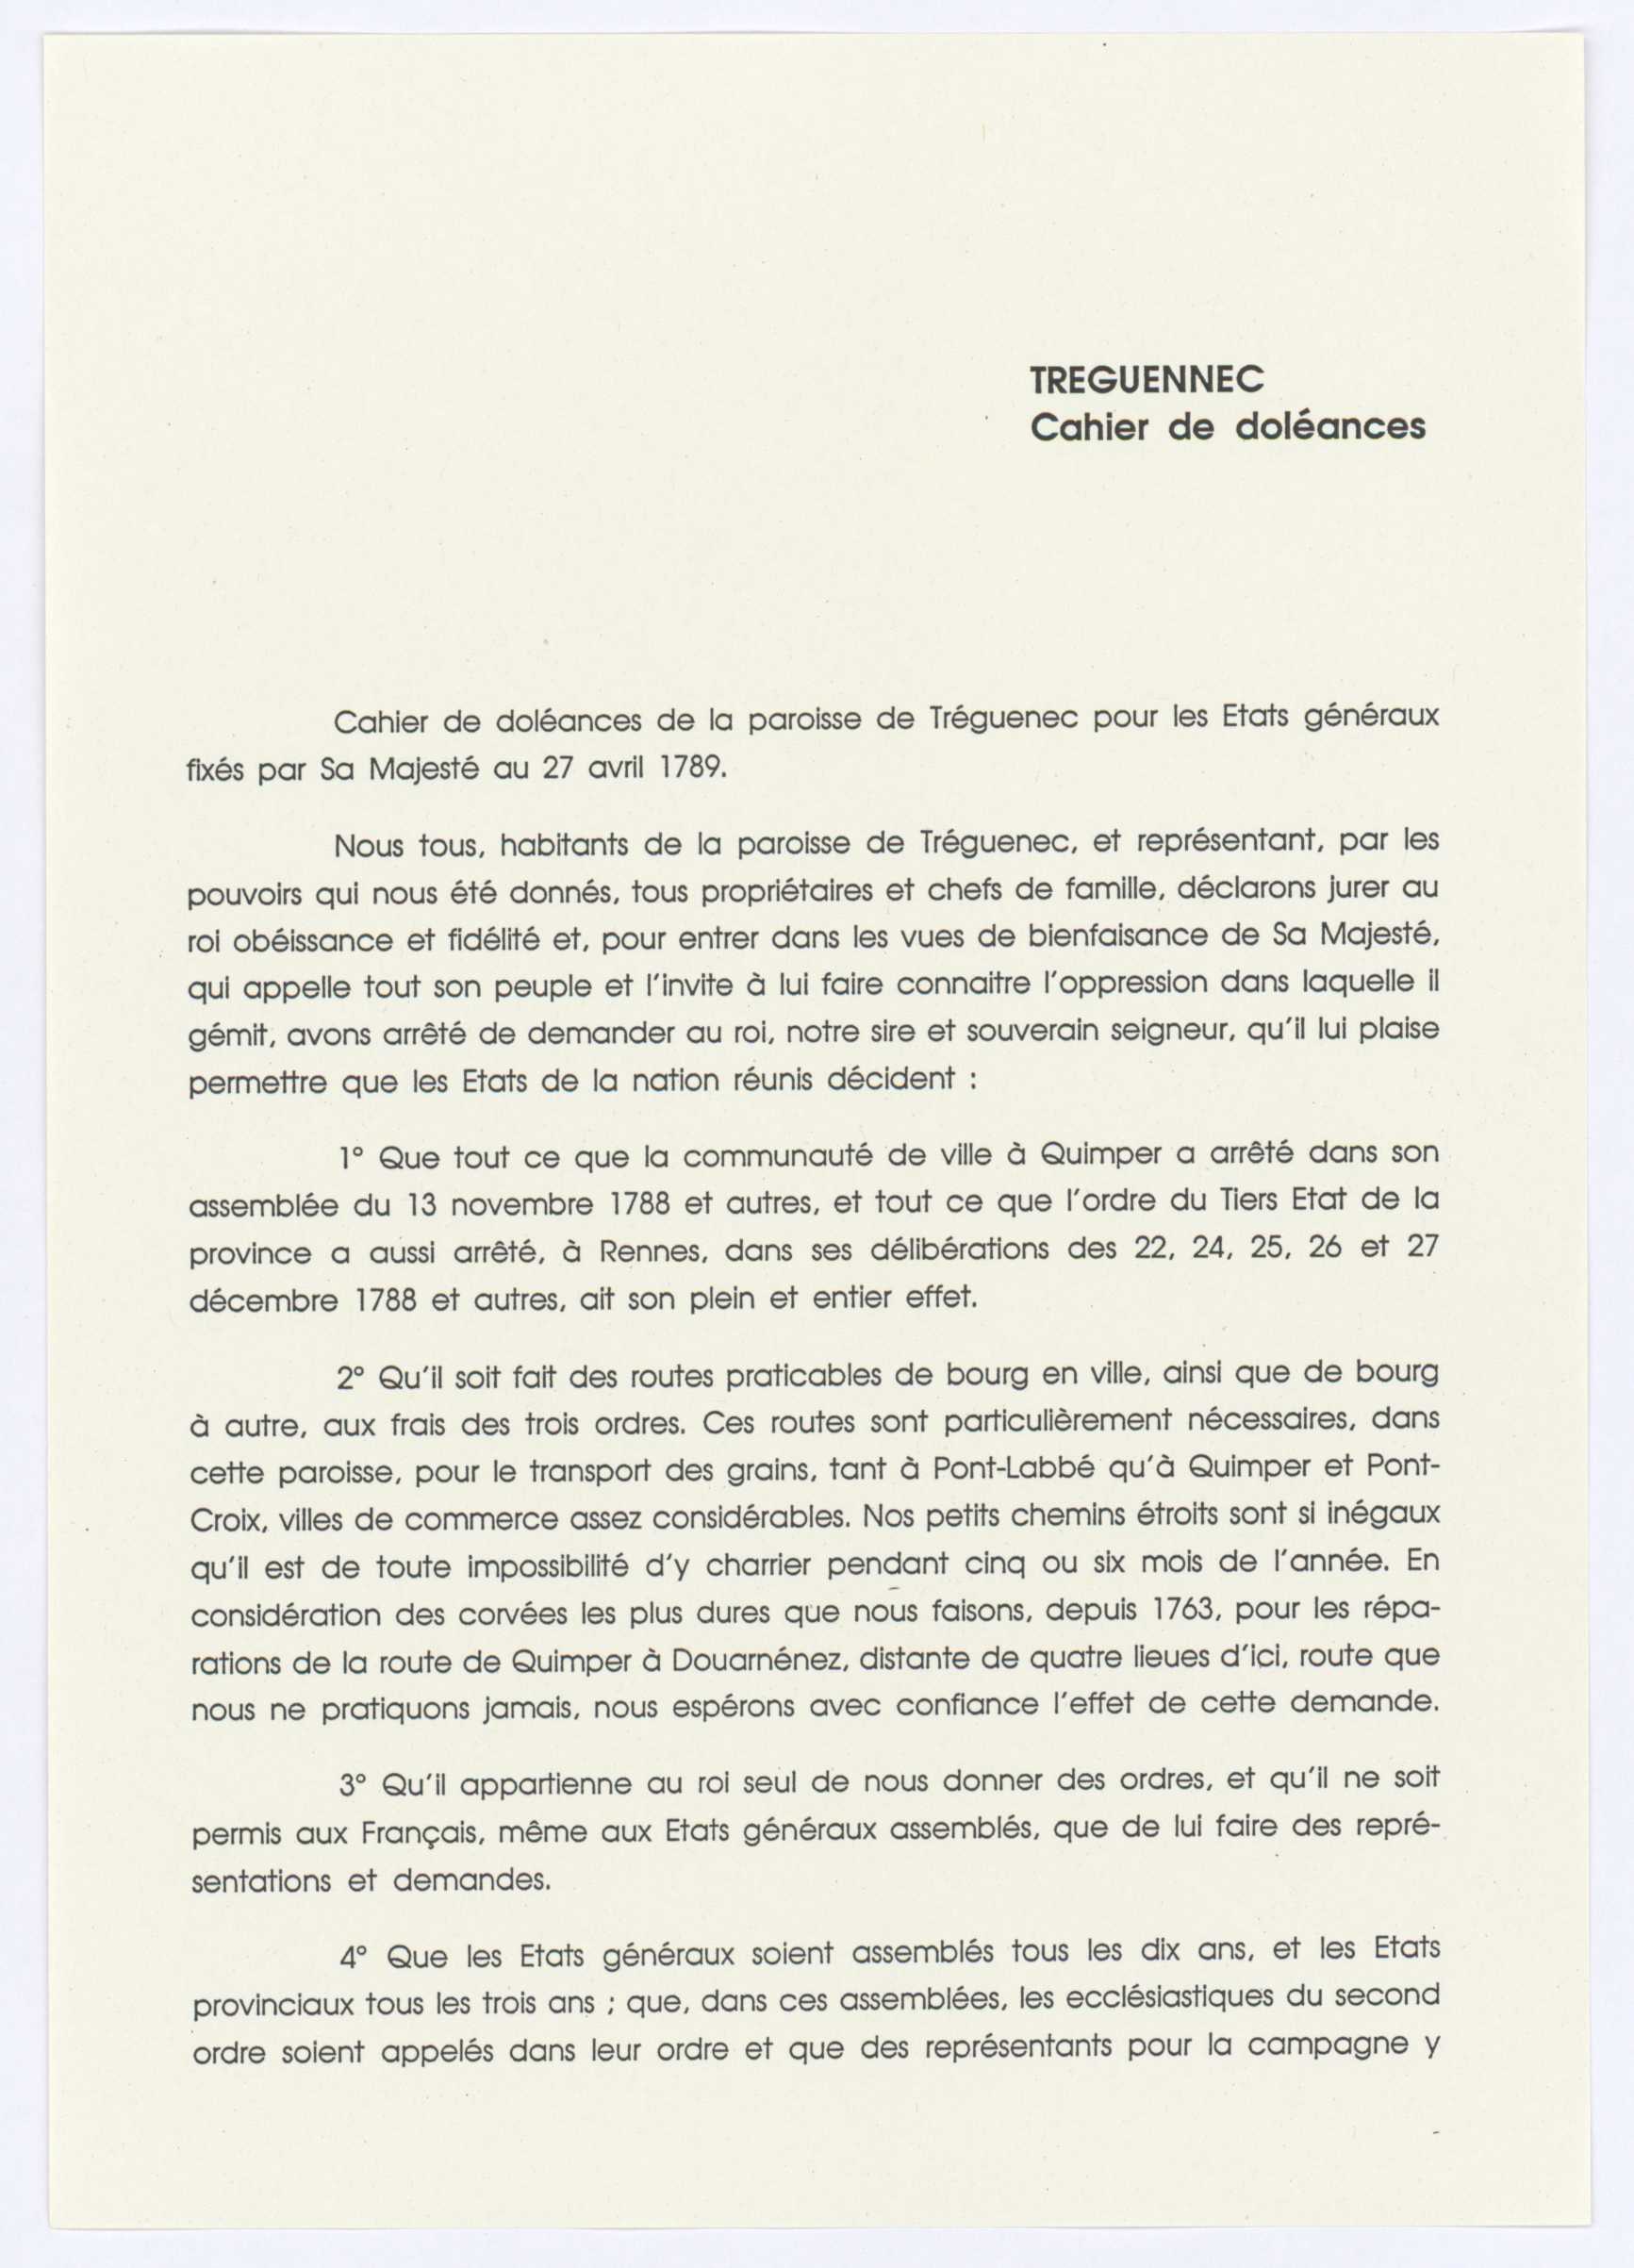 TREGUENNEC
Cahier de doléances
Cahier de doléances de la paroisse de Tréguenec pour les Etats généraux
fixés par Sa Majesté au 27 avril 1789.
Nous tous, habitants de la paroisse de Tréguenec, et représentant, par les
pouvoirs qui nous été donnés, tous propriétaires et chefs de famille, déclarons jurer au
roi obéissance et fidélité et, pour entrer dans les vues de bienfaisance de Sa Majesté,
qui appelle tout son peuple et l'invite à lui faire connaitre l'oppression dans laquelle il
gémit, avons arrêté de demander au roi, notre sire et souverain seigneur, qu'il lui plaise
permettre que les Etats de la nation réunis décident :
1° Que tout ce que la communauté de ville à Quimper a arrêté dans son
assemblée du 13 novembre 1788 et autres, et tout ce que l'ordre du Tiers Etat de la
province a aussi arrêté, à Rennes, dans ses délibérations des 22, 24, 25, 26 et 27
décembre 1788 et autres, ait son plein et entier effet.
2° Qu'il soit fait des routes praticables de bourg en ville, ainsi que de bourg
à autre, aux frais des trois ordres. Ces routes sont particulièrement nécessaires, dans
cette paroisse, pour le transport des grains, tant à Pont-Labbé qu'à Quimper et Pont-
Croix, villes de commerce assez considérables. Nos petits chemins étroits sont si inégaux
qu'il est de toute impossibilité d'y charrier pendant cinq ou six mois de l'année. En
considération des corvées les plus dures que nous faisons, depuis 1763, pour les répa-
rations de la route de Quimper à Douarnénez, distante de quatre lieues d'ici, route que
nous ne pratiquons jamais, nous espérons avec confiance l'effet de cette demande.
3° Qu'il appartienne au roi seul de nous donner des ordres, et qu'il ne soit
permis aux Français, même aux Etats généraux assemblés, que de lui faire des repré-
sentations et demandes.
4° Que les Etats généraux soient assemblés tous les dix ans, et les Etats
provinciaux tous les trois ans ; que, dans ces assemblées, les ecclésiastiques du second
ordre soient appelés dans leur ordre et que des représentants pour la campagne y